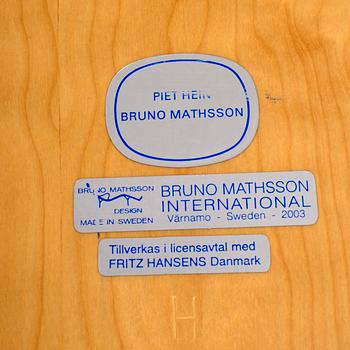 PIET HEIN
BRUNO MATHSSON
BRUNO MATHSSON
DESIGN
MADE IN SWEDEN
BRUNO MATHSSON
INTERNATIONAL
Värnamo - Sweden - 2003
Tillverkas i licensavtal med
FRITZ HANSENS Danmark
H